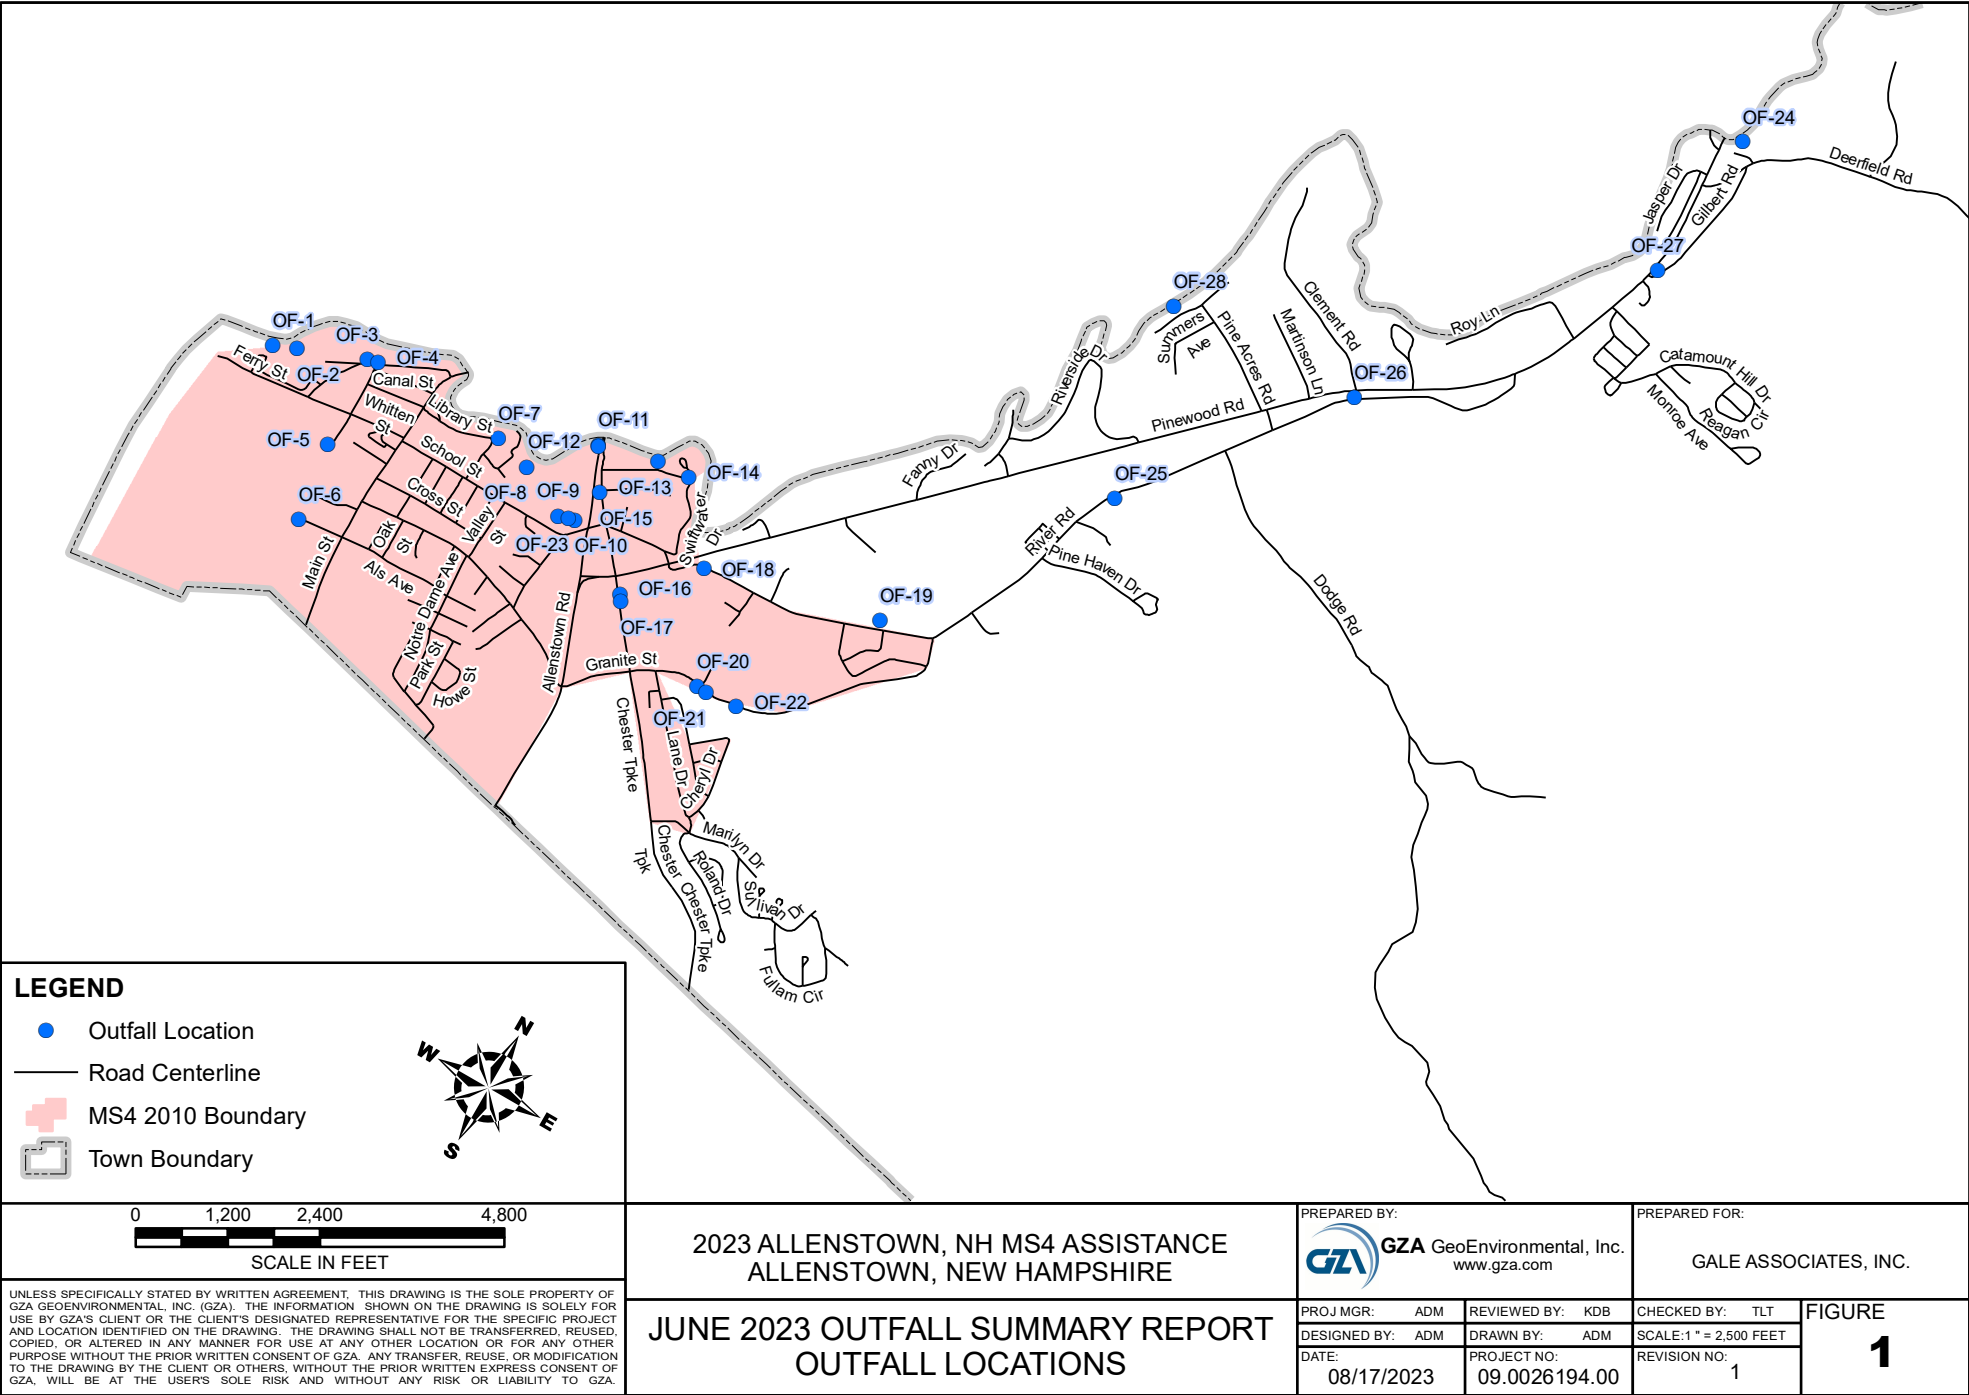 OF-24
Deerfield Rd
Jasper Dr
Gilbert Rd
OF-27
OF-28
Summers
Ave
Pine Acres Rd
Martinson Ln
Clement Rd
Roy Ln
Catamount Hill Dr
Reagan Cir
Monroe Ave
OF-26
Riverside Dr
Pinewood Rd
Fanny Dr
OF-25
River Rd
Pine Haven Dr
Dodge Rd
OF-1
OF-3
OF-4
Ferry St
OF-2
Canal St
Whitten
St
Library St
OF-7
OF-11
OF-5
OF-12
School St
OF-14
OF-6
Cross St
OF-8
OF-9
OF-13
Swiftwater
Dr
Oak
St
Valley
St
OF-15
OF-23
OF-10
Main St
Als Ave
Notre Dame Ave
OF-18
OF-16
OF-19
OF-17
Allenstown Rd
Park St
Howe St
Granite St
OF-20
OF-22
OF-21
Chester Tpke
Lane Dr
Cheryl Dr
Marilyn Dr
Chester
Tpk
Roland Dr
Chester Tpke
Sullivan Dr
Fullam Cir
LEGEND
Outfall Location
Road Centerline
MS4 2010 Boundary
Town Boundary
N
W
E
S
0 1,200 2,400 4,800
SCALE IN FEET
UNLESS SPECIFICALLY STATED BY WRITTEN AGREEMENT, THIS DRAWING IS THE SOLE PROPERTY OF
GZA GEOENVIRONMENTAL, INC. (GZA). THE INFORMATION SHOWN ON THE DRAWING IS SOLELY FOR
USE BY GZA'S CLIENT OR THE CLIENT'S DESIGNATED REPRESENTATIVE FOR THE SPECIFIC PROJECT
AND LOCATION IDENTIFIED ON THE DRAWING. THE DRAWING SHALL NOT BE TRANSFERRED, REUSED,
COPIED, OR ALTERED IN ANY MANNER FOR USE AT ANY OTHER LOCATION OR FOR ANY OTHER
PURPOSE WITHOUT THE PRIOR WRITTEN CONSENT OF GZA. ANY TRANSFER, REUSE, OR MODIFICATION
TO THE DRAWING BY THE CLIENT OR OTHERS, WITHOUT THE PRIOR WRITTEN EXPRESS CONSENT OF
GZA, WILL BE AT THE USER'S SOLE RISK AND WITHOUT ANY RISK OR LIABILITY TO GZA.
2023 ALLENSTOWN, NH MS4 ASSISTANCE
ALLENSTOWN, NEW HAMPSHIRE
JUNE 2023 OUTFALL SUMMARY REPORT
OUTFALL LOCATIONS
PREPARED BY:
GZA
GZA GeoEnvironmental, Inc.
www.gza.com
PREPARED FOR:
GALE ASSOCIATES, INC.
PROJ MGR: ADM
REVIEWED BY: KDB
CHECKED BY: TLT
DESIGNED BY: ADM
DRAWN BY: ADM
SCALE:1 " = 2,500 FEET
DATE:
08/17/2023
PROJECT NO:
09.0026194.00
REVISION NO:
1
FIGURE
1